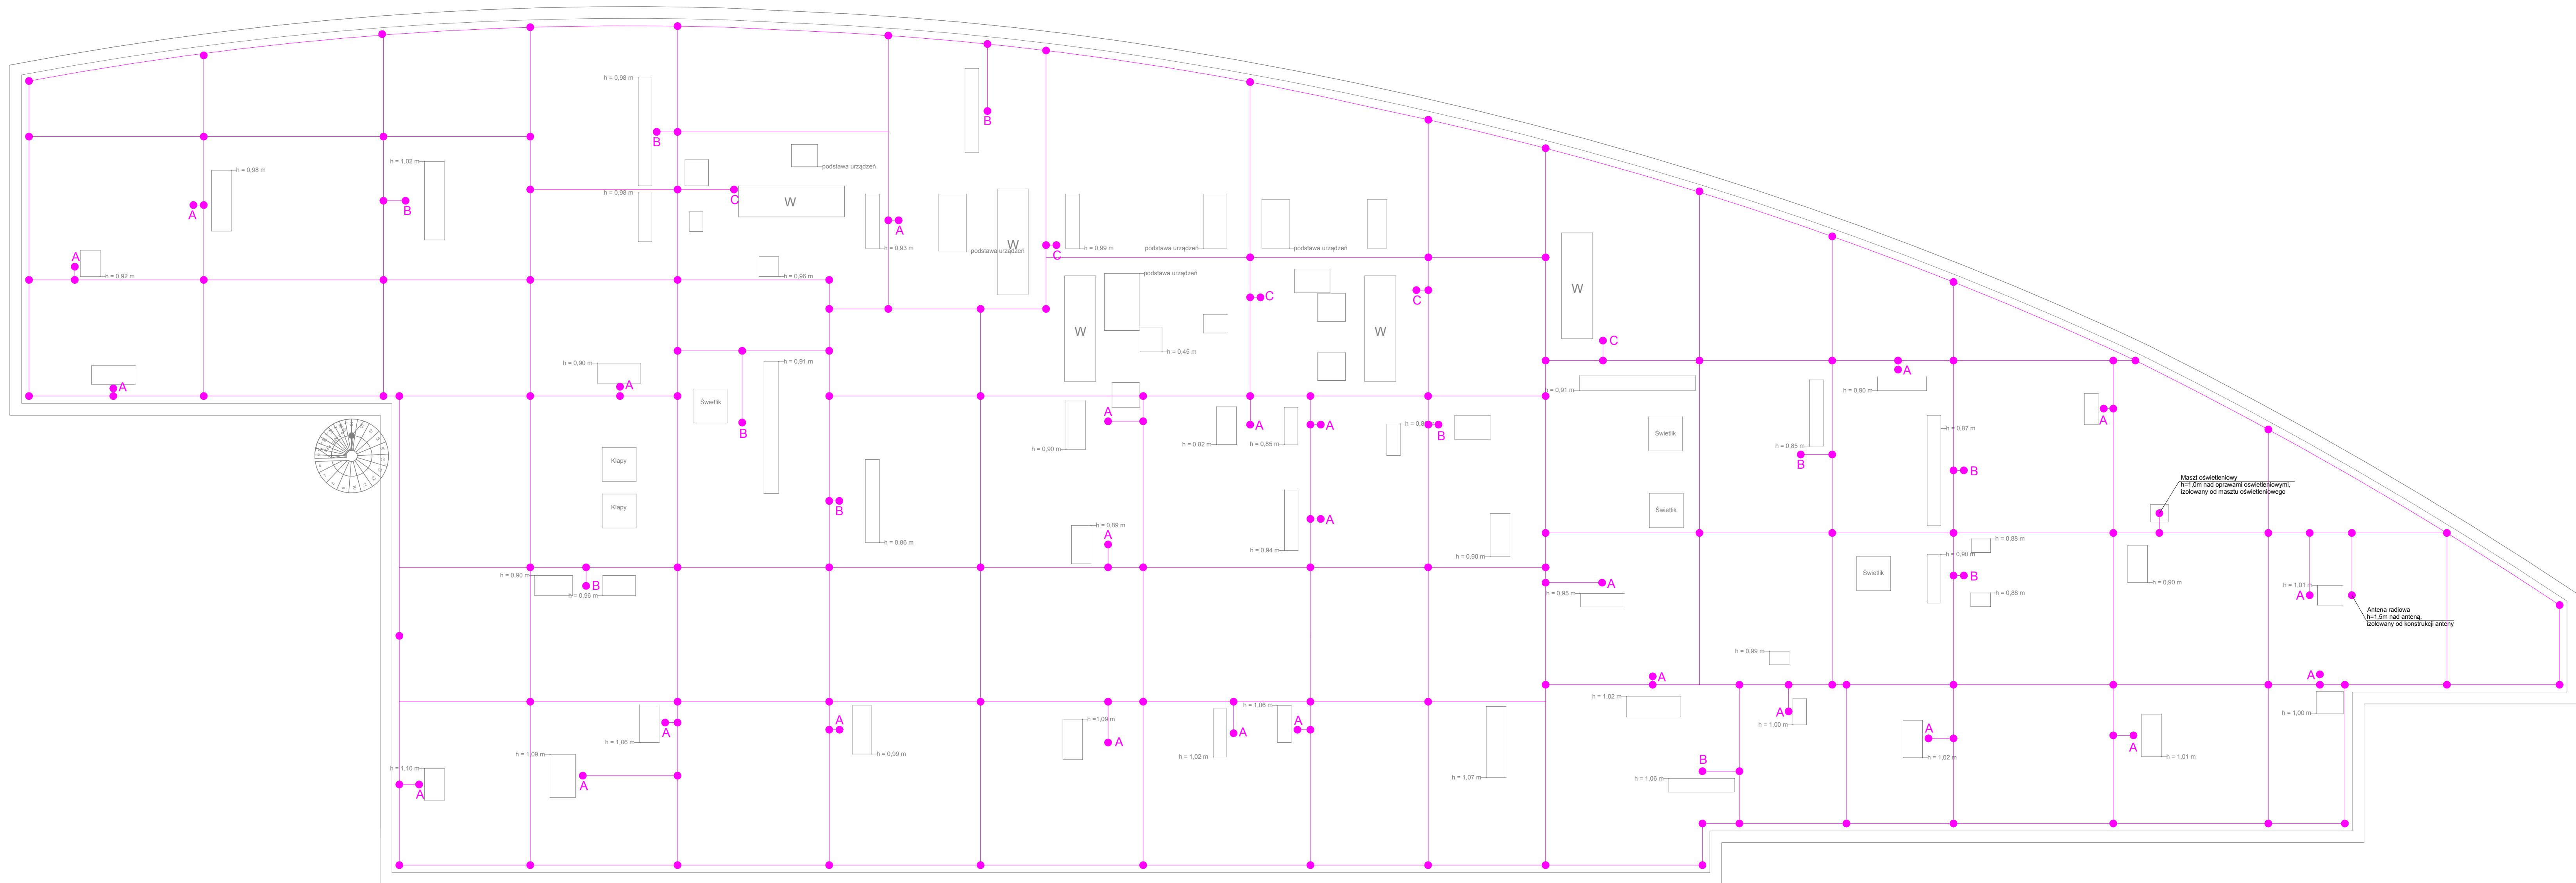 h = 0,98 m
B
B
podstawa urządzeń
h = 1,02 m
h = 0,98 m
h = 0,98 m
C
W
A
B
A
h = 0,93 m
podstawa urządzeń
W
h = 0,99 m
podstawa urządzeń
podstawa urządzeń
C
A
h = 0,92 m
h = 0,96 m
podstawa urządzeń
C
C
W
W
W
h = 0,45 m
C
h = 0,90 m
h = 0,91 m
A
A
A
h = 0,91 m
h = 0,90 m
Świetlik
B
A
h = 0,90 m
h = 0,82 m
A
h = 0,85 m
A
B
Świetlik
h = 0,85 m
B
h = 0,87 m
A
Klapy
Klapy
B
h = 0,86 m
h = 0,89 m
A
h = 0,94 m
A
h = 0,90 m
Świetlik
B
Maszt oświetleniowy
h=1,0m nad oprawami oswietleniowymi,
izolowany od masztu oświetleniowego
h = 0,90 m
B
h = 0,96 m
A
h = 0,95 m
Świetlik
h = 0,88 m
h = 0,90 m
B
h = 0,88 m
h = 0,90 m
h = 1,01 m
A
Antena radiowa
h=1,5m nad anteną,
izolowany od konstrukcji anteny
h = 0,99 m
A
A
h = 1,02 m
h = 1,06 m
A
A
h = 0,99 m
h =1,09 m
A
h = 1,02 m
A
h = 1,06 m
A
h = 1,07 m
A
h = 1,00 m
A
h = 1,02 m
A
h = 1,01 m
h = 1,00 m
h = 1,10 m
A
h = 1,09 m
A
B
h = 1,06 m